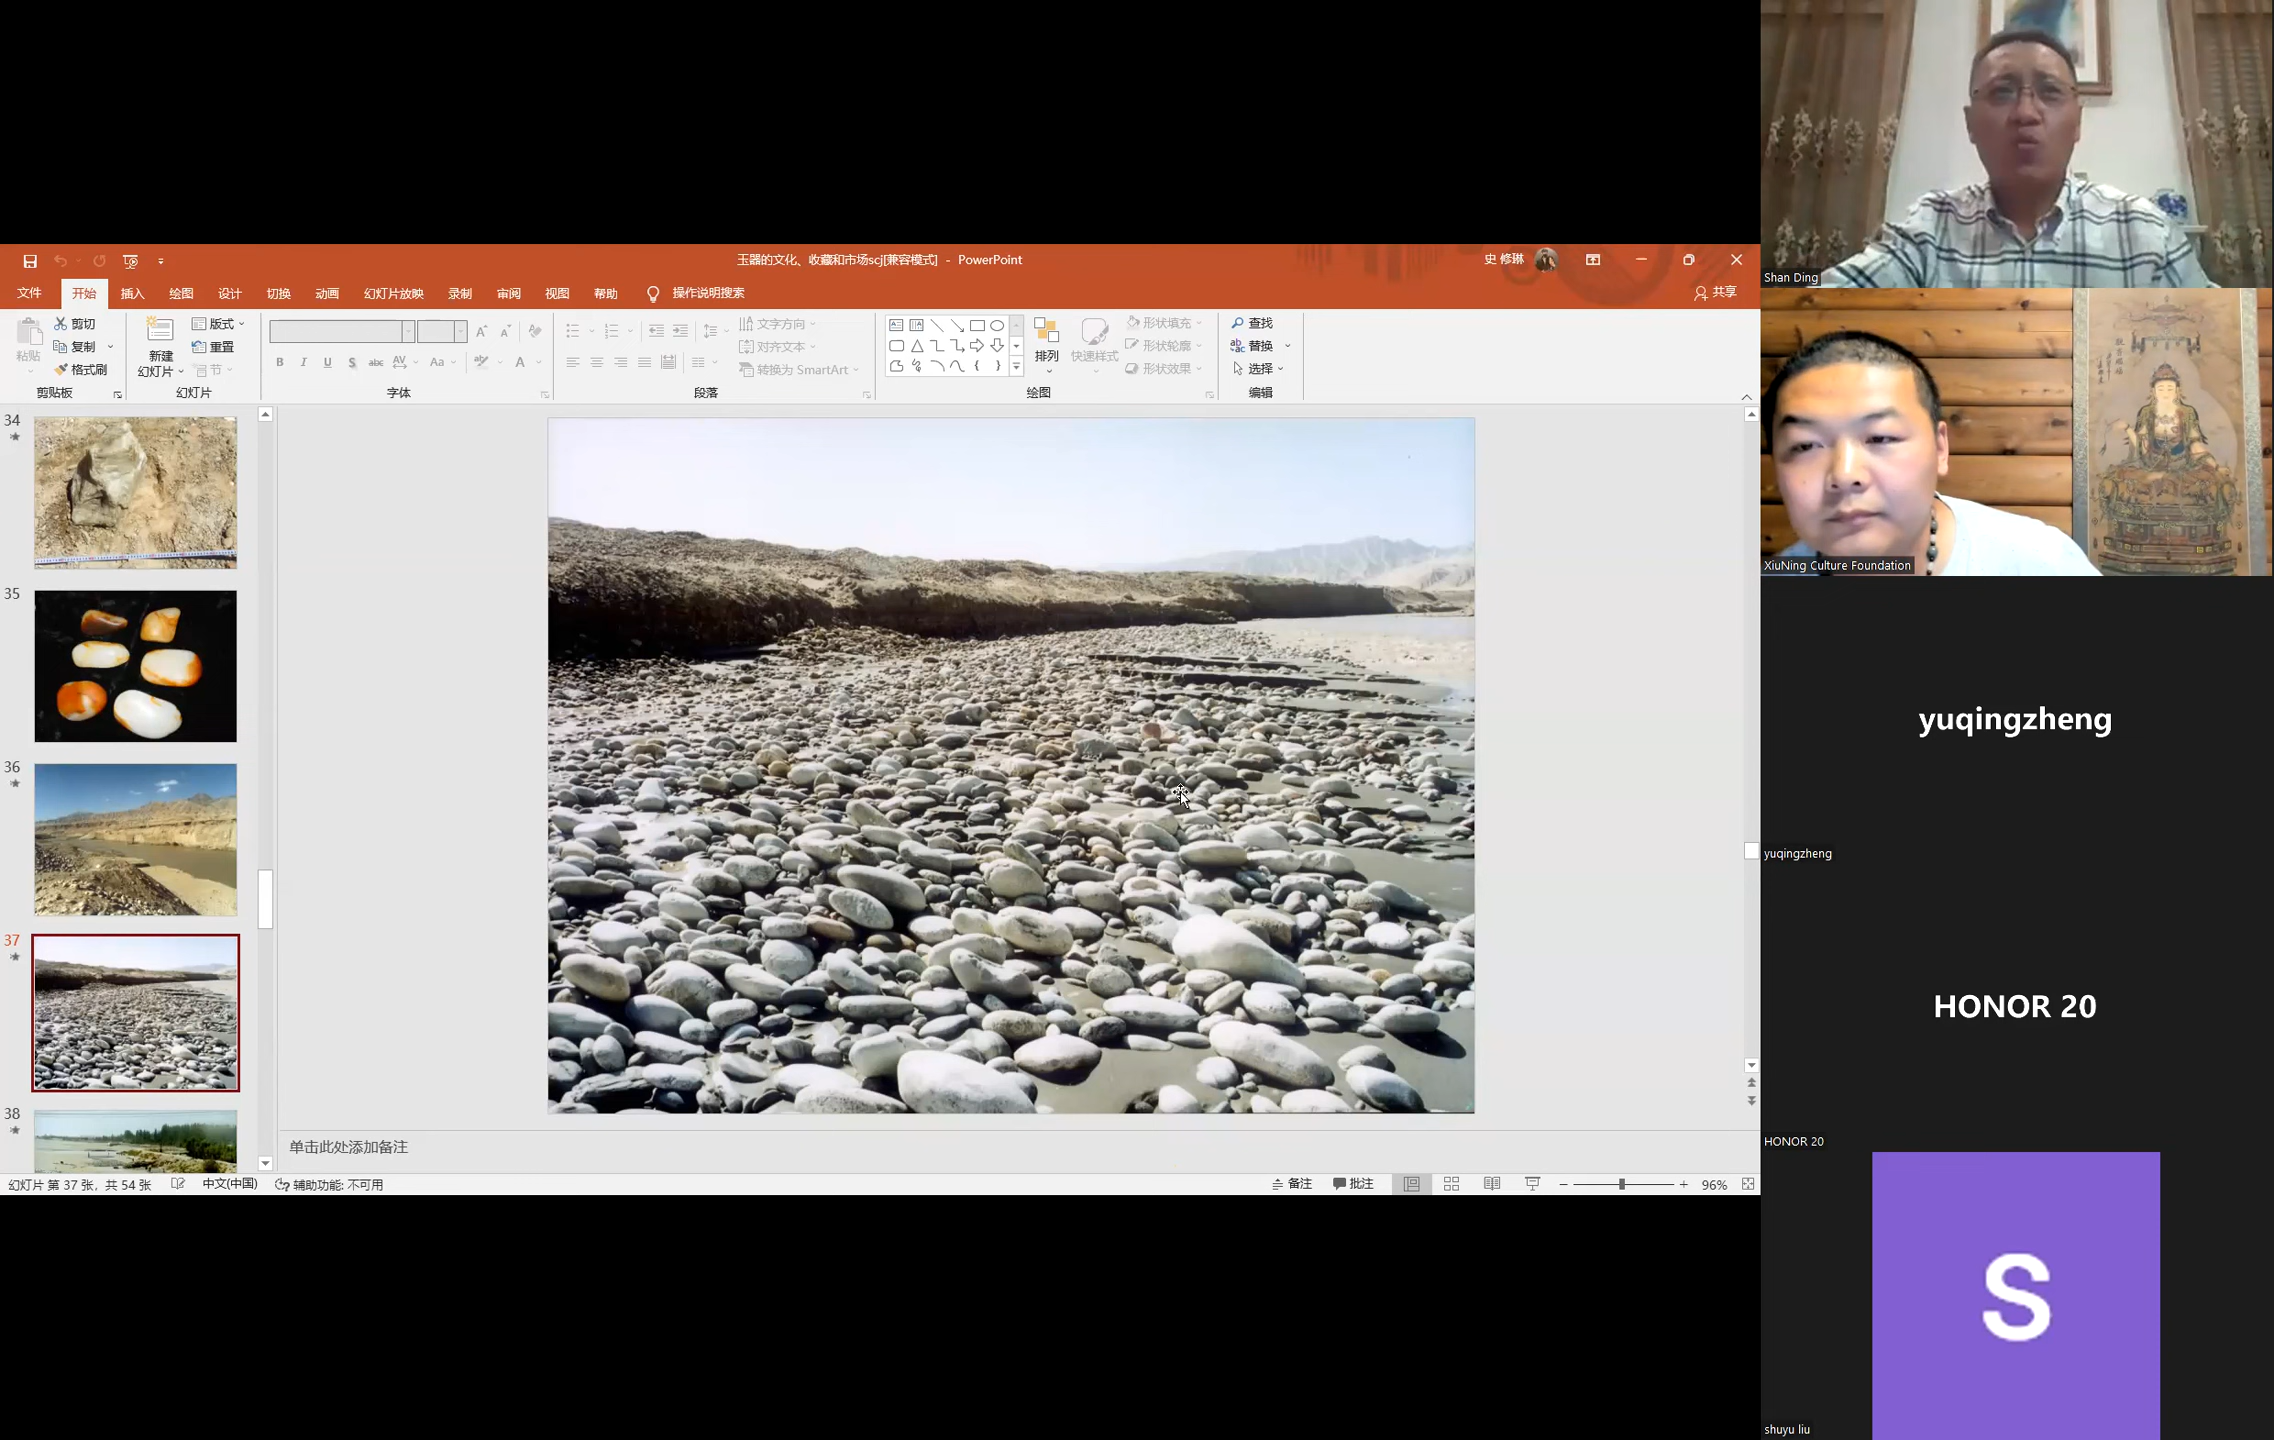 玉器的文化、收藏和市场scj[兼容模式] - PowerPoint
史 修琳
文件 开始 插入 绘图 设计 切换 动画 幻灯片放映 录制 审阅 视图 帮助 操作说明搜索 共享
粘贴
剪切
复制
格式刷
剪贴板
新建
幻灯片
版式
重置
节
幻灯片
B I U S abc AV Aa A
字体
文字方向
对齐文本
转换为 SmartArt
段落
排列
快速样式
形状填充
形状轮廓
形状效果
绘图
查找
替换
选择
编辑
34
35
36
37
38
单击此处添加备注
幻灯片 第 37 张，共 54 张 中文(中国) 辅助功能: 不可用
备注 批注 96%
Shan Ding
XiuNing Culture Foundation
yuqingzheng
yuqingzheng
HONOR 20
HONOR 20
S
shuyu liu